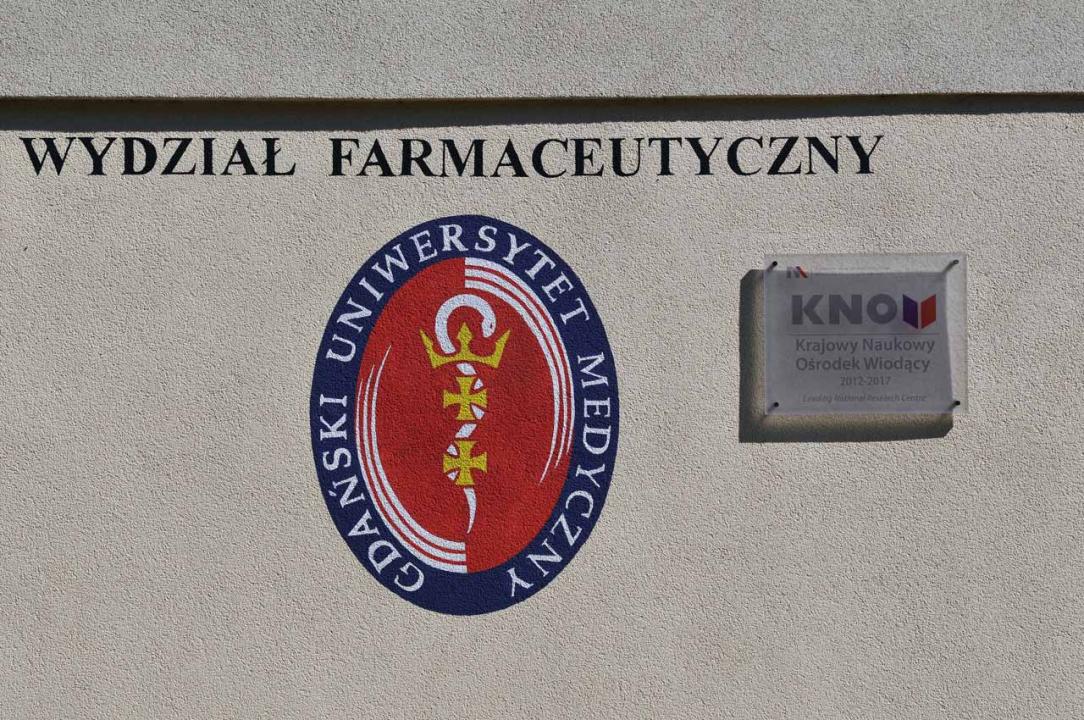 WYDZIAŁ FARMACEUTYCZNY
GDAŃSKI UNIWERSYTET MEDYCZNY
KNOW
Krajowy Naukowy
Ośrodek Wiodący
2012-2017
Leading National Research Centre